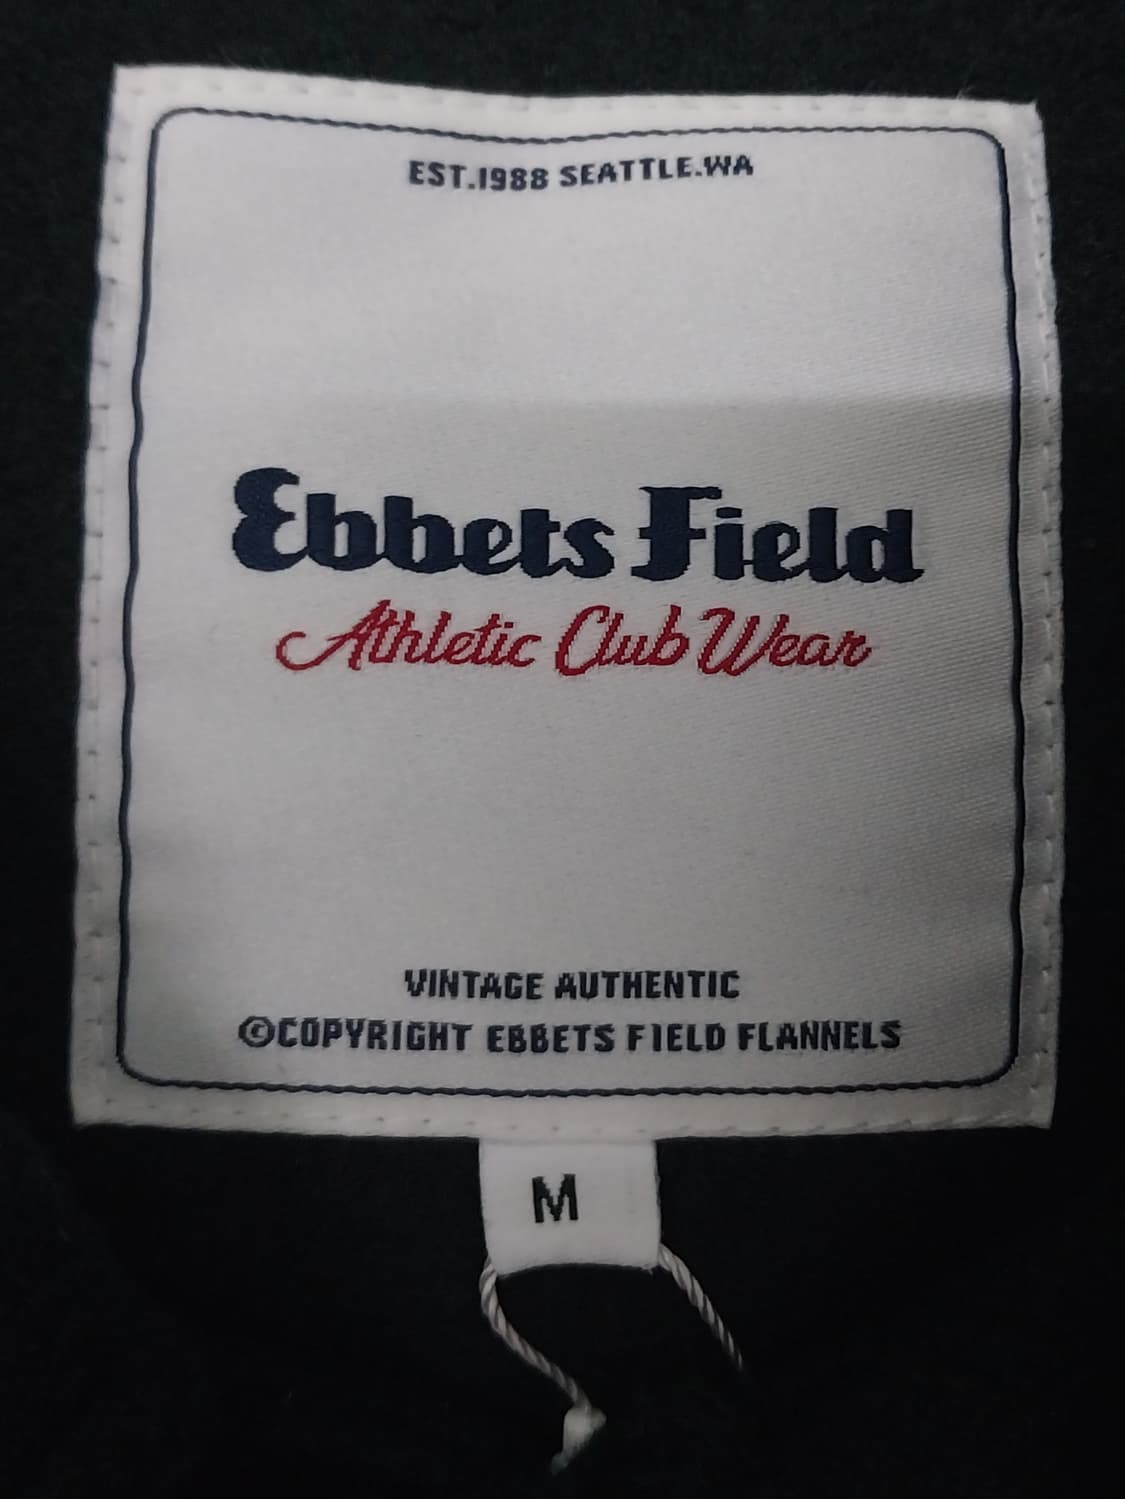 EST.1988 SEATTLE.WA
Ebbets Field
Athletic Club Wear
VINTAGE AUTHENTIC
©COPYRIGHT EBBETS FIELD FLANNELS
M